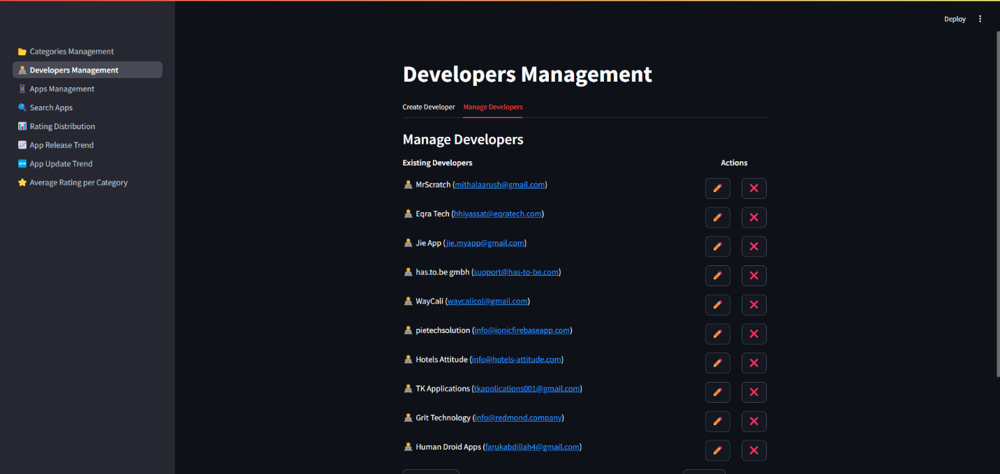 Deploy
Categories Management
Developers Management
Apps Management
Search Apps
Rating Distribution
App Release Trend
App Update Trend
Average Rating per Category
Developers Management
Create Developer Manage Developers
Manage Developers
Existing Developers Actions
MrScratch (mithalaarush@gmail.com)
Eqra Tech (hhiyassat@eqratech.com)
Jie App (jie.myapp@gmail.com)
has.to.be gmbh (support@has-to-be.com)
WayCali (waycalicol@gmail.com)
pietechsolution (info@ionicfirebaseapp.com)
Hotels Attitude (info@hotels-attitude.com)
TK Applications (tkapplications001@gmail.com)
Grit Technology (info@redmond.company)
Human Droid Apps (farukabdillah4@gmail.com)